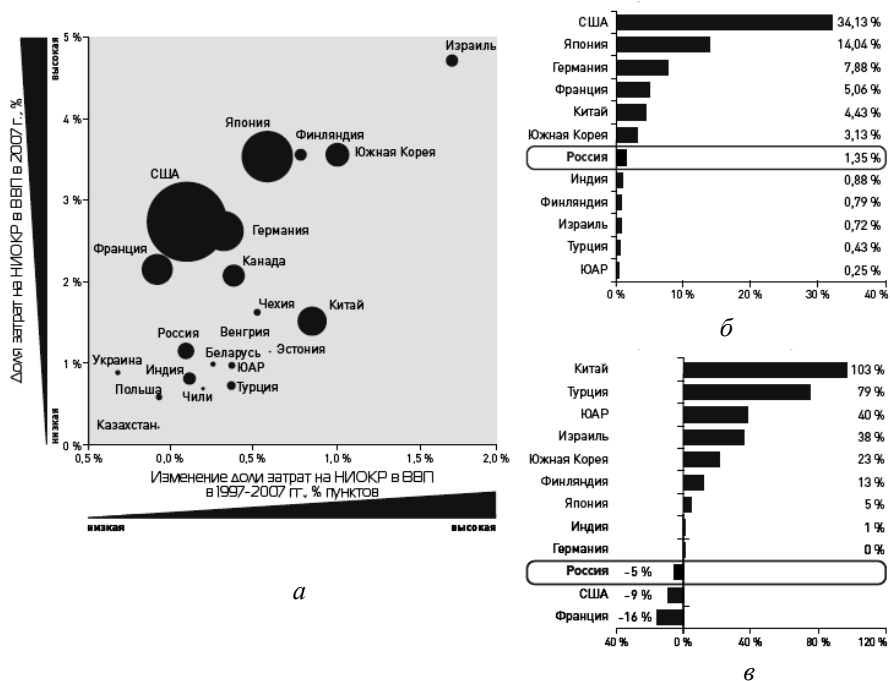 Доля затрат на НИОКР в ВВП в 2007 г., %
высокая
низкая
5 %
4 %
3 %
2 %
1 %
0 %
Израиль
Япония
Финляндия
Южная Корея
США
Германия
Франция
Канада
Чехия
Китай
Россия
Венгрия
Эстония
Украина
Беларусь
Индия
ЮАР
Польша
Чили
Турция
Казахстан
0,5 %
0,0 %
0,5 %
1,0 %
1,5 %
2,0 %
Изменение доли затрат на НИОКР в ВВП
в 1997-2007 гг., % пунктов
низкая
высокая
а
США 34,13 %
Япония 14,04 %
Германия 7,88 %
Франция 5,06 %
Китай 4,43 %
Южная Корея 3,13 %
Россия 1,35 %
Индия 0,88 %
Финляндия 0,79 %
Израиль 0,72 %
Турция 0,43 %
ЮАР 0,25 %
0 % 10 % 20 % 30 % 40 %
б
Китай 103 %
Турция 79 %
ЮАР 40 %
Израиль 38 %
Южная Корея 23 %
Финляндия 13 %
Япония 5 %
Индия 1 %
Германия 0 %
Россия -5 %
США -9 %
Франция -16 %
40 % 0 % 40 % 80 % 120 %
в